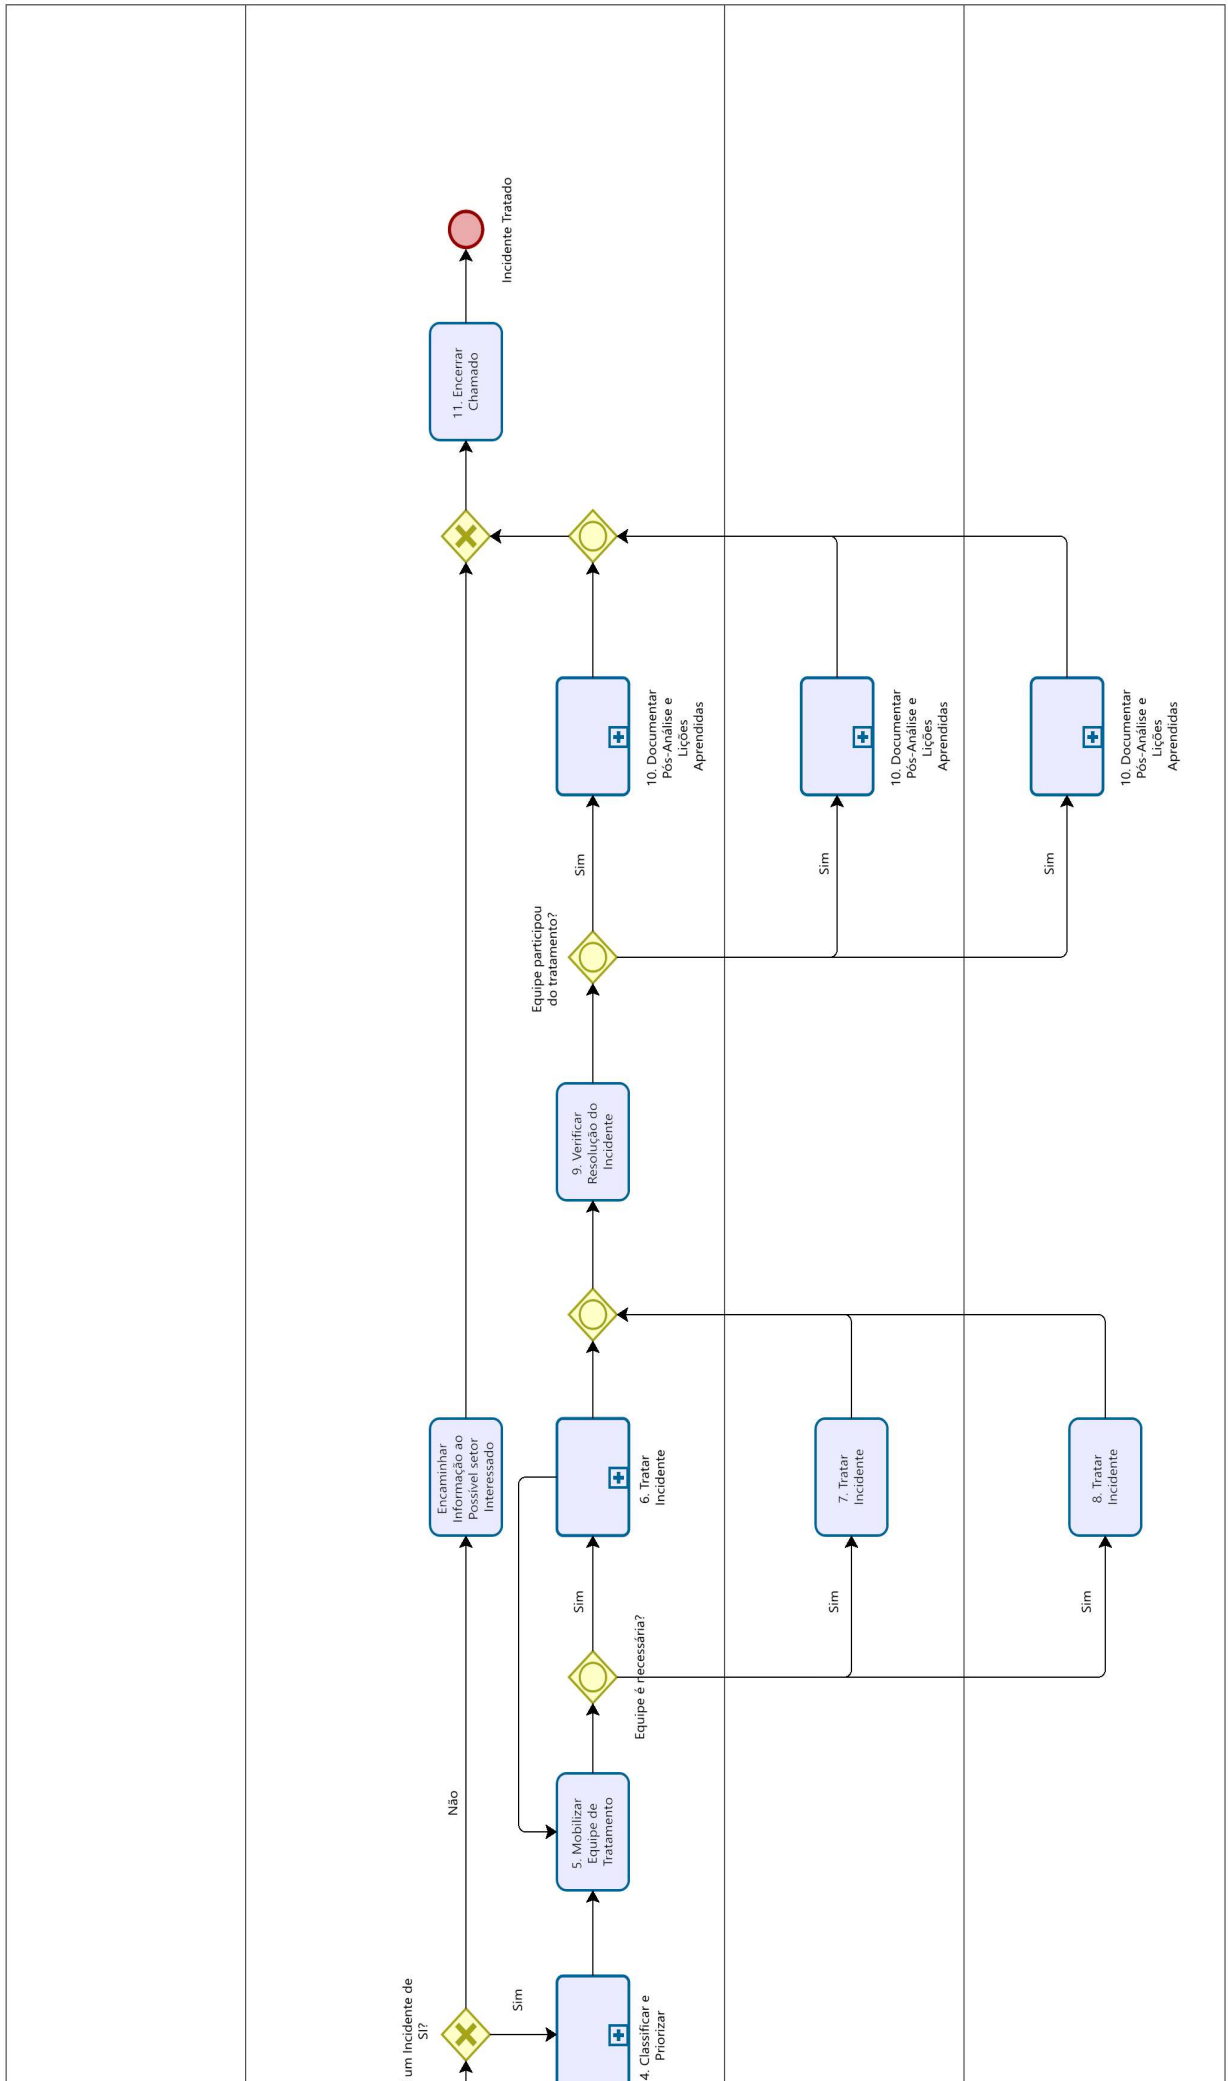 um Incidente de
SI?
Sim
Não
4. Classificar e
Priorizar
5. Mobilizar
Equipe de
Tratamento
Equipe é necessária?
Sim
Sim
Sim
Encaminhar
Informação ao
Possível setor
Interessado
6. Tratar
Incidente
7. Tratar
Incidente
8. Tratar
Incidente
9. Verificar
Resolução do
Incidente
Equipe participou
do tratamento?
Sim
Sim
Sim
10. Documentar
Pós-Análise e
Lições
Aprendidas
10. Documentar
Pós-Análise e
Lições
Aprendidas
10. Documentar
Pós-Análise e
Lições
Aprendidas
11. Encerrar
Chamado
Incidente Tratado